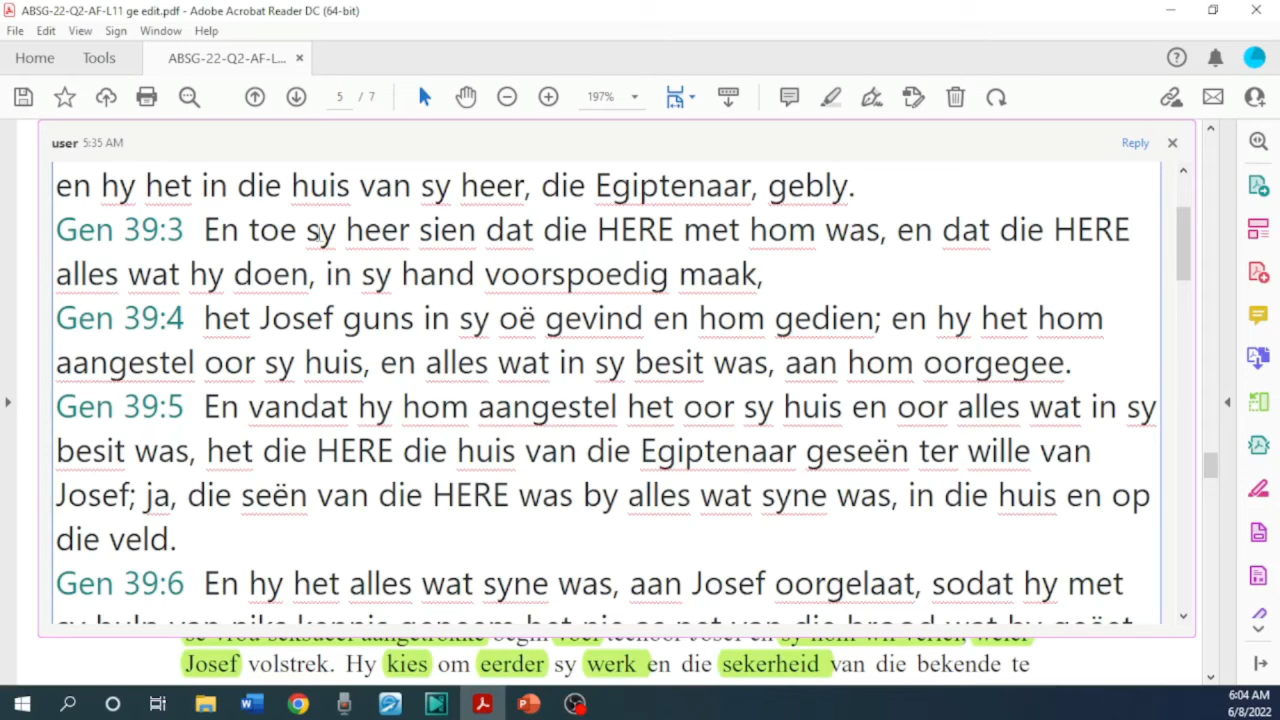 ABSG-22-Q2-AF-L11 ge edit.pdf - Adobe Acrobat Reader DC (64-bit)
File Edit View Sign Window Help
Home Tools ABSG-22-Q2-AF-L... ×
5 / 7 197%
user 5:35 AM Reply
en hy het in die huis van sy heer, die Egiptenaar, gebly.
Gen 39:3 En toe sy heer sien dat die HERE met hom was, en dat die HERE
alles wat hy doen, in sy hand voorspoedig maak,
Gen 39:4 het Josef guns in sy oë gevind en hom gedien; en hy het hom
aangestel oor sy huis, en alles wat in sy besit was, aan hom oorgegee.
Gen 39:5 En vandat hy hom aangestel het oor sy huis en oor alles wat in sy
besit was, het die HERE die huis van die Egiptenaar geseën ter wille van
Josef; ja, die seën van die HERE was by alles wat syne was, in die huis en op
die veld.
Gen 39:6 En hy het alles wat syne was, aan Josef oorgelaat, sodat hy met
Josef volstrek. Hy kies om eerder sy werk en die sekerheid van die bekende te
6:04 AM
6/8/2022